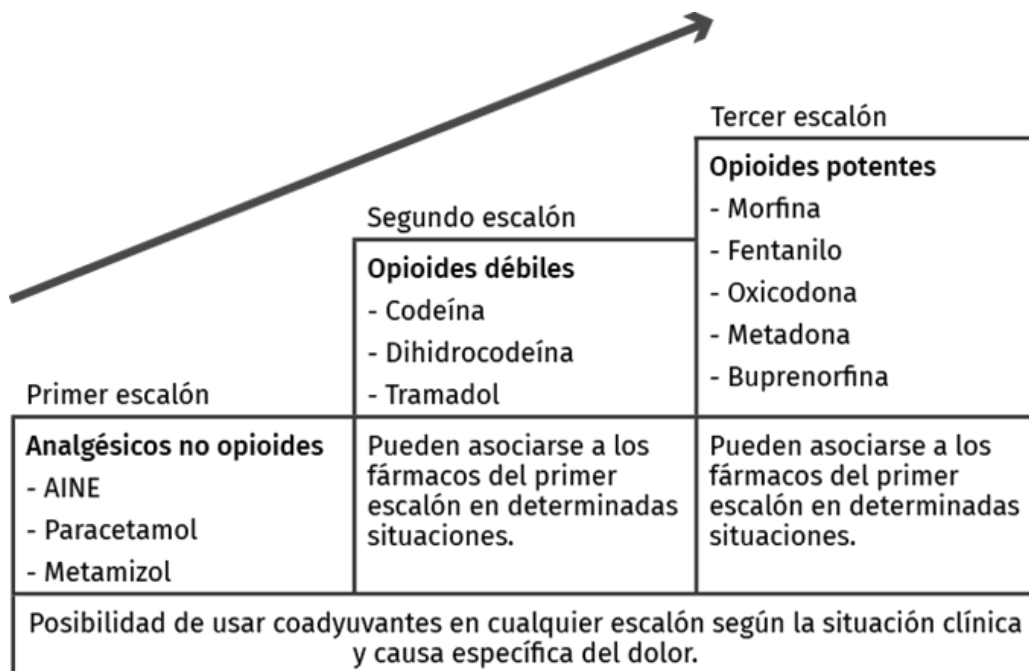 Tercer escalón
Opioides potentes
- Morfina
- Fentanilo
- Oxicodona
- Metadona
- Buprenorfina
Segundo escalón
Opioides débiles
- Codeína
- Dihidrocodeína
- Tramadol
Primer escalón
Analgésicos no opioides
- AINE
- Paracetamol
- Metamizol
Pueden asociarse a los
fármacos del primer
escalón en determinadas
situaciones.
Pueden asociarse a los
fármacos del primer
escalón en determinadas
situaciones.
Posibilidad de usar coadyuvantes en cualquier escalón según la situación clínica
y causa específica del dolor.